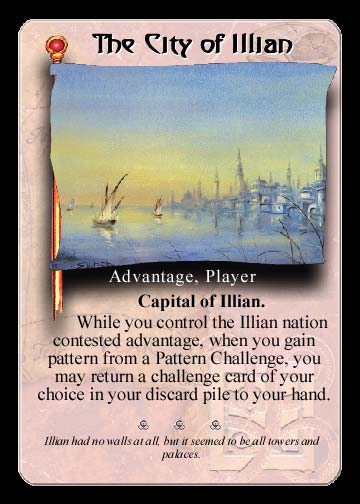 The City of Illian
Advantage, Player
Capital of Illian.
While you control the Illian nation
contested advantage, when you gain
pattern from a Pattern Challenge, you
may return a challenge card of your
choice in your discard pile to your hand.
Illian had no walls at all, but it seemed to be all towers and
palaces.